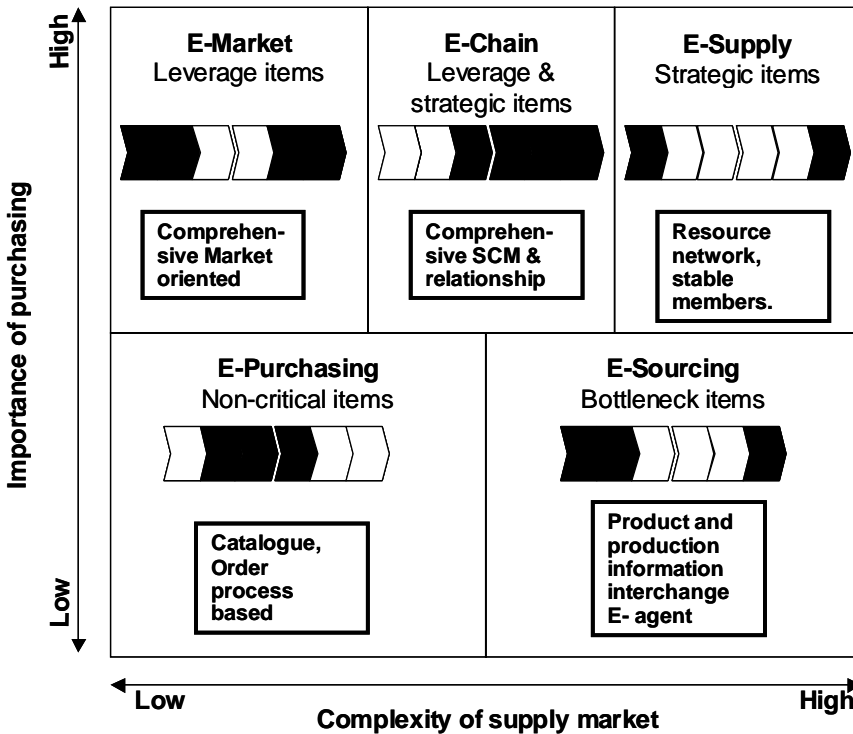 High
Importance of purchasing
Low
E-Market
Leverage items
Comprehen-
sive Market
oriented
E-Chain
Leverage &
strategic items
Comprehensive
SCM &
relationship
E-Supply
Strategic items
Resource
network,
stable
members.
E-Purchasing
Non-critical items
Catalogue,
Order
process
based
E-Sourcing
Bottleneck items
Product and
production
information
interchange
E- agent
Low
High
Complexity of supply market